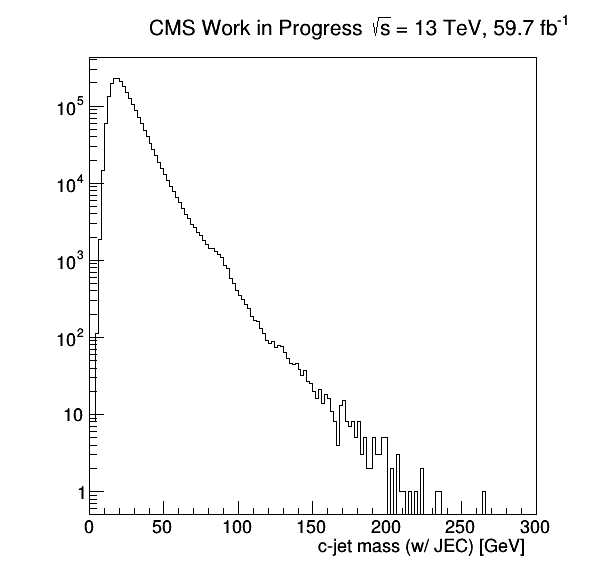 CMS Work in Progress √s = 13 TeV, 59.7 fb⁻¹
10⁵
10⁴
10³
10²
10
1
0 50 100 150 200 250 300
c-jet mass (w/ JEC) [GeV]